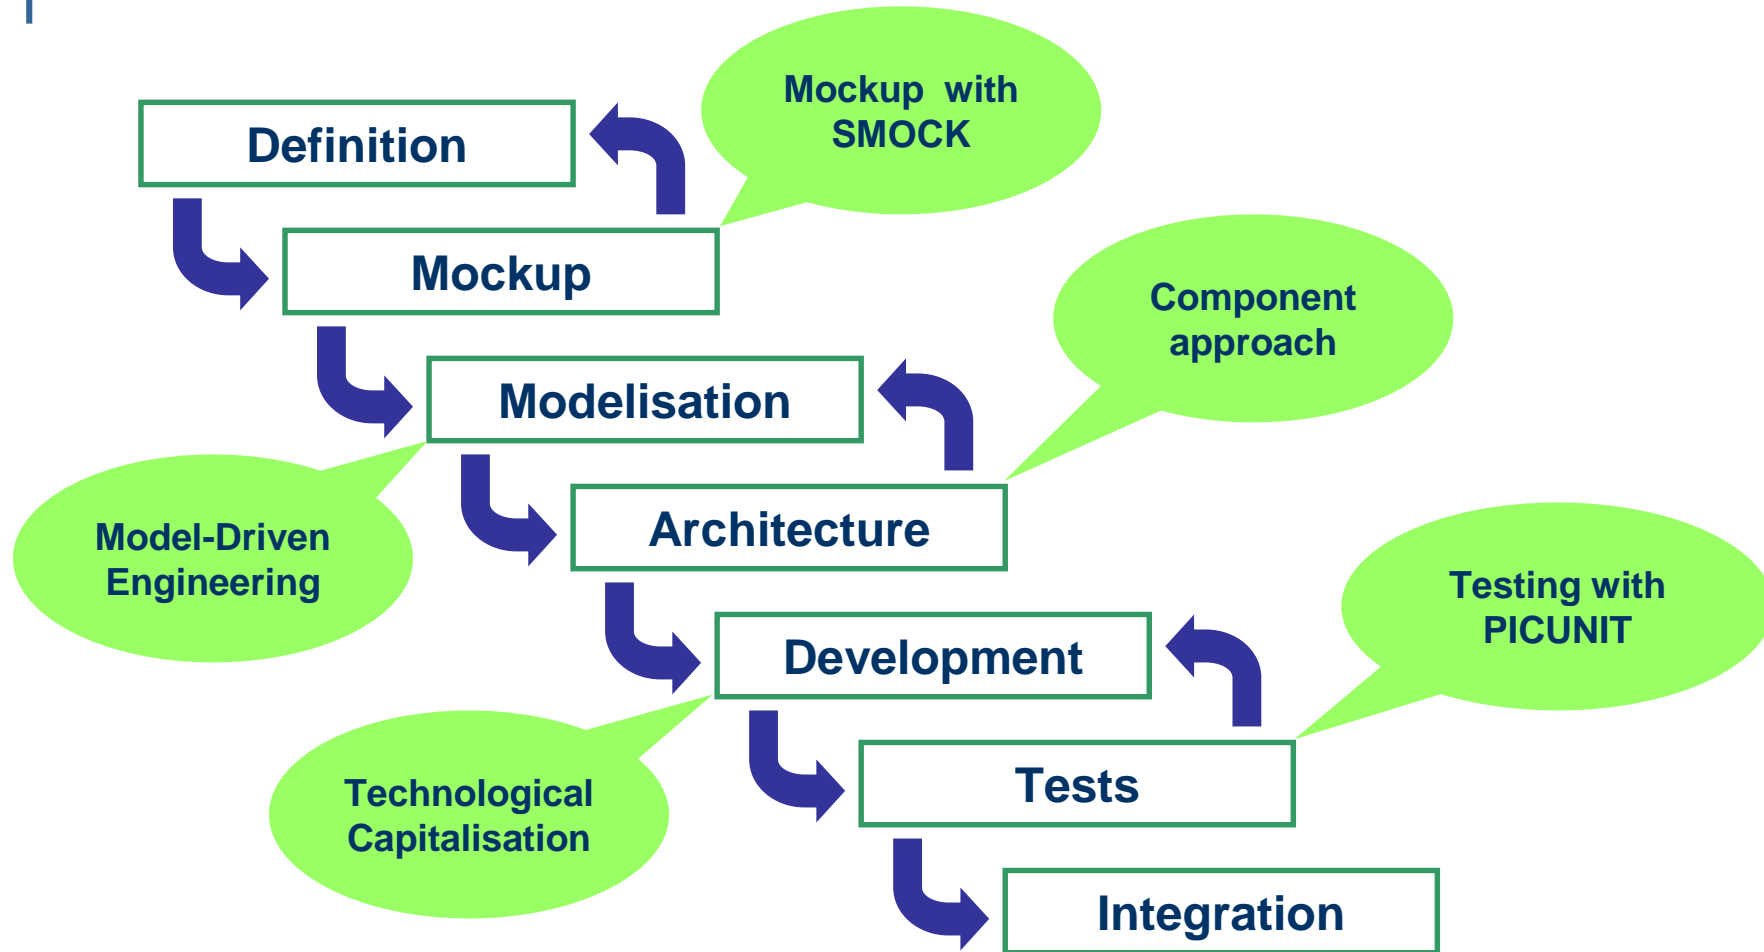 Mockup with
SMOCK
Definition
Mockup
Component
approach
Modelisation
Model-Driven
Engineering
Architecture
Testing with
PICUNIT
Development
Technological
Capitalisation
Tests
Integration